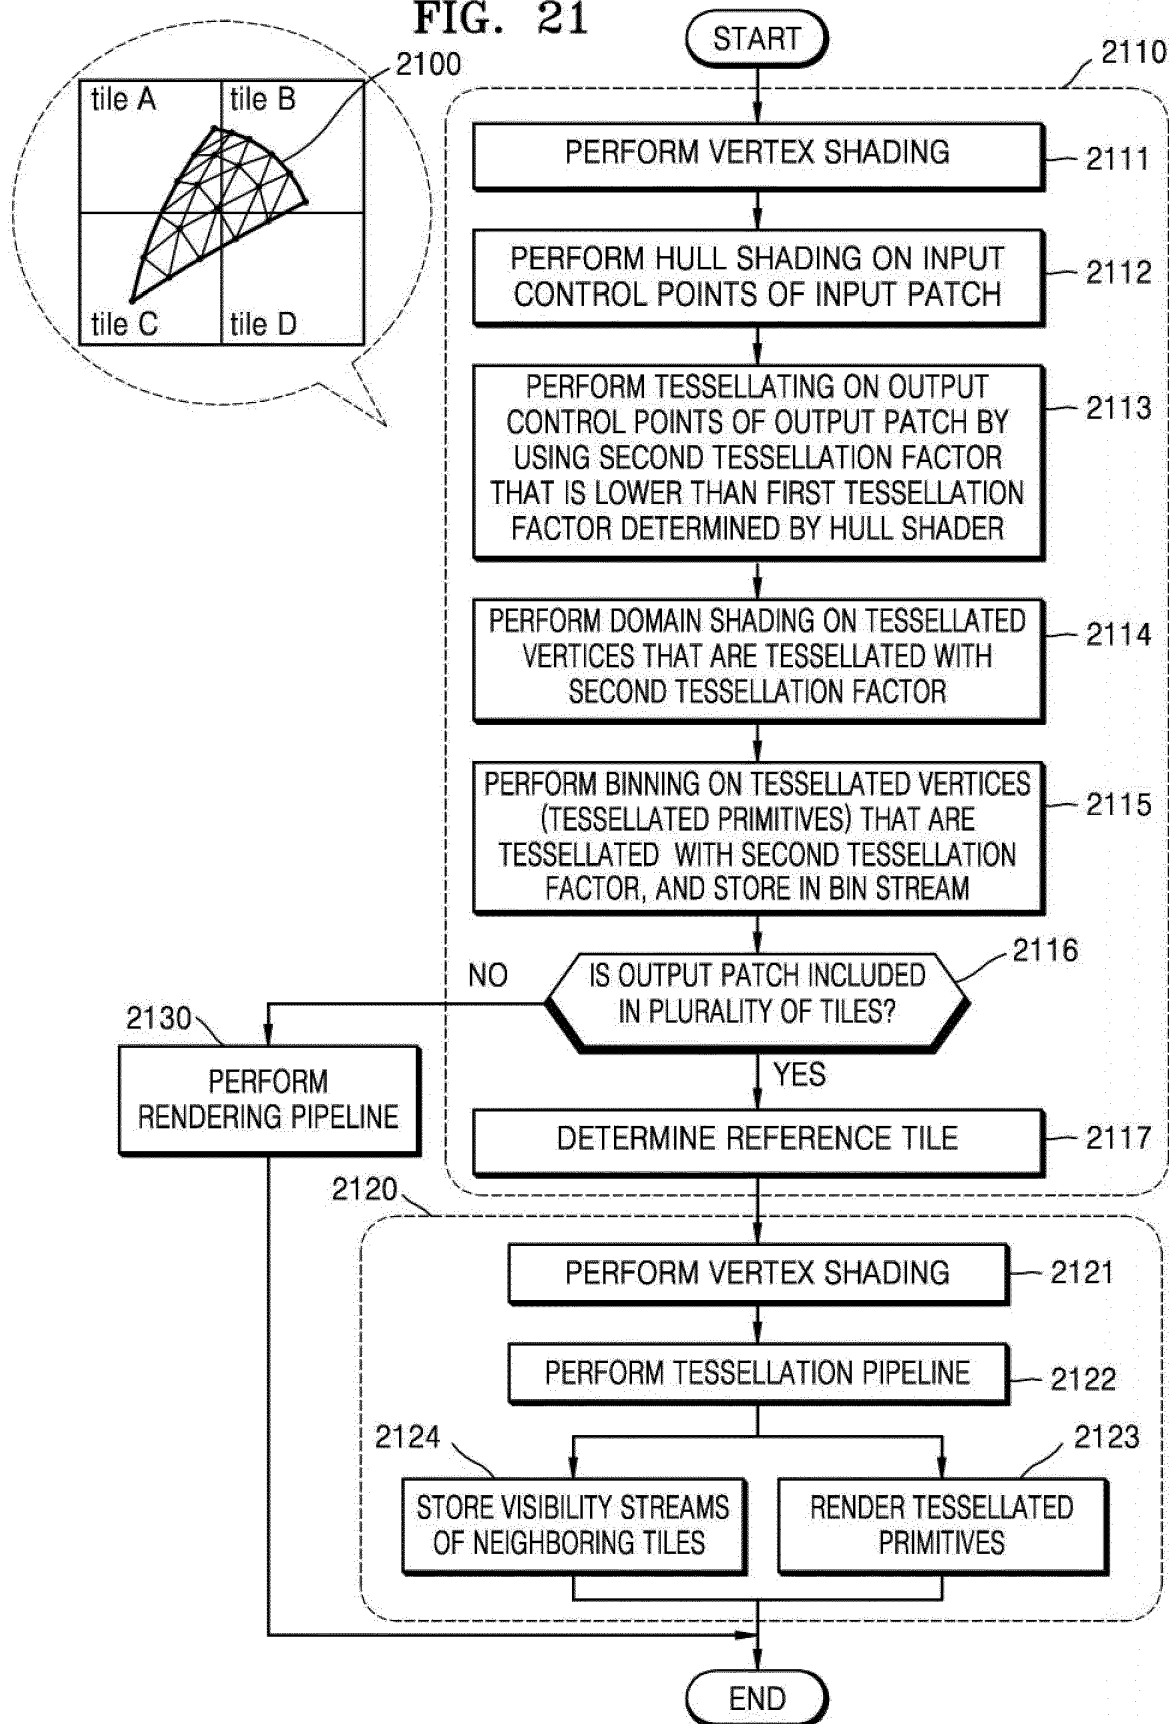 FIG. 21
START
2100
tile A
tile B
tile C
tile D
2110
PERFORM VERTEX SHADING
2111
PERFORM HULL SHADING ON INPUT
CONTROL POINTS OF INPUT PATCH
2112
PERFORM TESSELLATING ON OUTPUT
CONTROL POINTS OF OUTPUT PATCH BY
USING SECOND TESSELLATION FACTOR
THAT IS LOWER THAN FIRST TESSELLATION
FACTOR DETERMINED BY HULL SHADER
2113
PERFORM DOMAIN SHADING ON TESSELLATED
VERTICES THAT ARE TESSELLATED WITH
SECOND TESSELLATION FACTOR
2114
PERFORM BINNING ON TESSELLATED VERTICES
(TESSELLATED PRIMITIVES) THAT ARE
TESSELLATED WITH SECOND TESSELLATION
FACTOR, AND STORE IN BIN STREAM
2115
IS OUTPUT PATCH INCLUDED
IN PLURALITY OF TILES?
2116
NO
YES
2130
PERFORM
RENDERING PIPELINE
DETERMINE REFERENCE TILE
2117
2120
PERFORM VERTEX SHADING
2121
PERFORM TESSELLATION PIPELINE
2122
2124
STORE VISIBILITY STREAMS
OF NEIGHBORING TILES
2123
RENDER TESSELLATED
PRIMITIVES
END